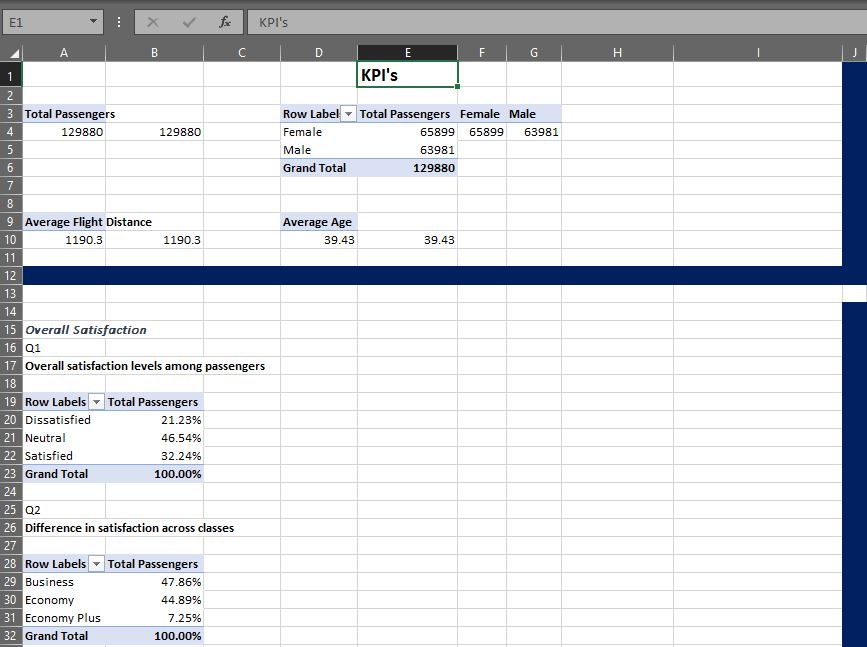 E1 fx KPI's
A B C D E F G H I J
1 KPI's
2
3 Total Passengers Row Label Total Passengers Female Male
4 129880 129880 Female 65899 65899 63981
5 Male 63981
6 Grand Total 129880
7
8
9 Average Flight Distance Average Age
10 1190.3 1190.3 39.43 39.43
11
12
13
14
15 Overall Satisfaction
16 Q1
17 Overall satisfaction levels among passengers
18
19 Row Labels Total Passengers
20 Dissatisfied 21.23%
21 Neutral 46.54%
22 Satisfied 32.24%
23 Grand Total 100.00%
24
25 Q2
26 Difference in satisfaction across classes
27
28 Row Labels Total Passengers
29 Business 47.86%
30 Economy 44.89%
31 Economy Plus 7.25%
32 Grand Total 100.00%